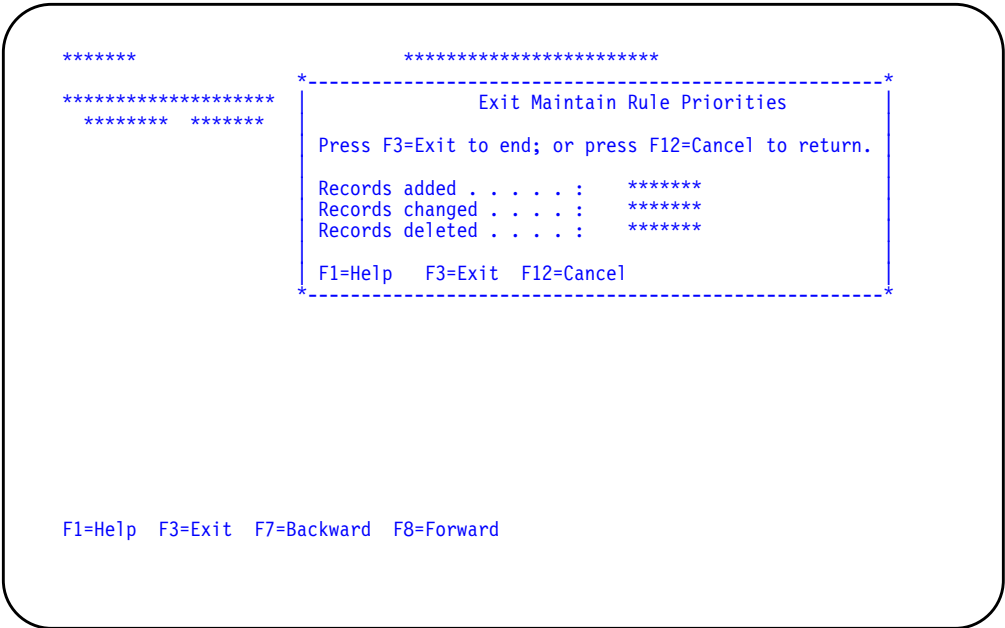 *******                         ************************
*------------------------------------------------------*
******************** | Exit Maintain Rule Priorities |
******** ******* | |
| Press F3=Exit to end; or press F12=Cancel to return. |
| |
| Records added . . . . . : ******* |
| Records changed . . . . : ******* |
| Records deleted . . . . : ******* |
| |
| F1=Help F3=Exit F12=Cancel |
*------------------------------------------------------*
F1=Help F3=Exit F7=Backward F8=Forward